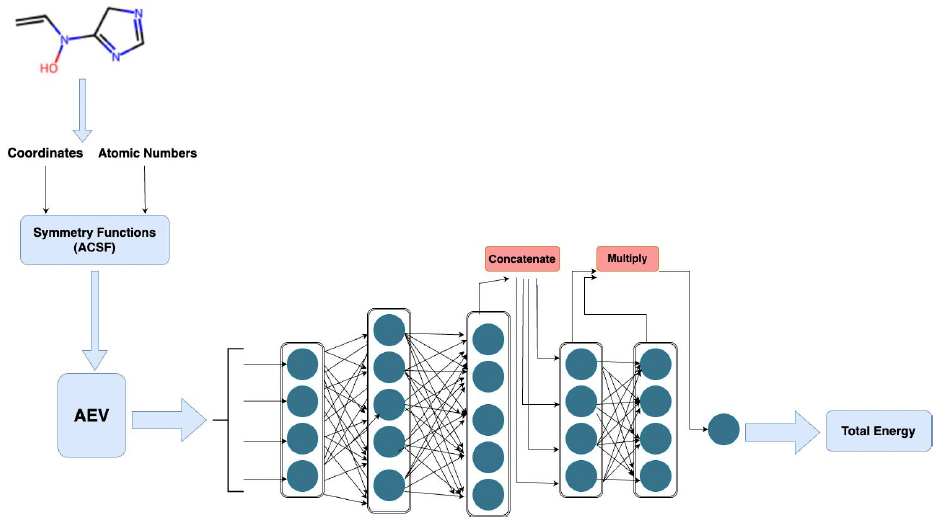 N
N
HO
N
Coordinates Atomic Numbers
Symmetry Functions
(ACSF)
Concatenate
Multiply
AEV
Total Energy